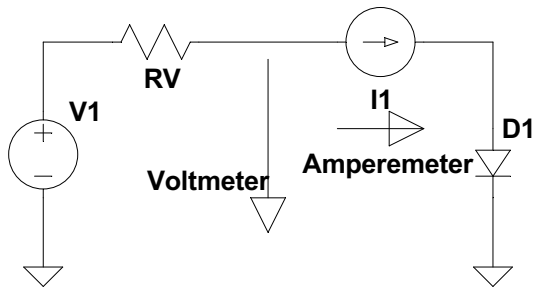 RV
V1
+
−
I1
D1
Voltmeter
Amperemeter